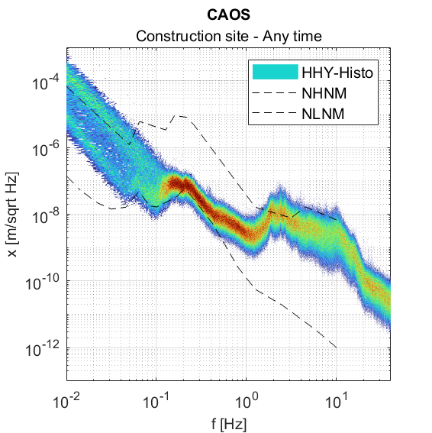 CAOS
Construction site - Any time
HHY-Histo
NHNM
NLNM
x [m/sqrt Hz]
10^-4
10^-6
10^-8
10^-10
10^-12
10^-2
10^-1
10^0
10^1
f [Hz]